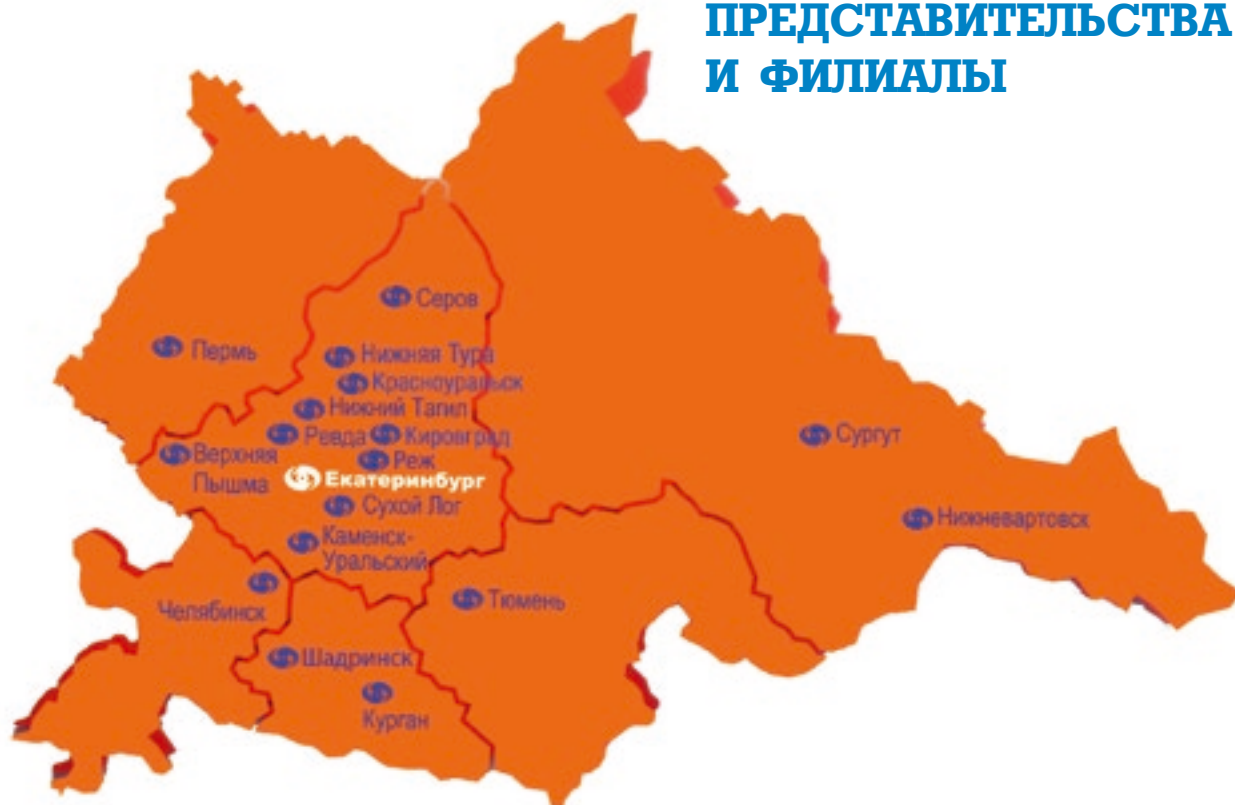 ПРЕДСТАВИТЕЛЬСТВА
И ФИЛИАЛЫ
Серов
Пермь
Нижняя Тура
Красноуральск
Нижний Тагил
Ревда
Кировград
Верхняя
Пышма
Реж
Екатеринбург
Сухой Лог
Каменск-
Уральский
Сургут
Нижневартовск
Челябинск
Тюмень
Шадринск
Курган